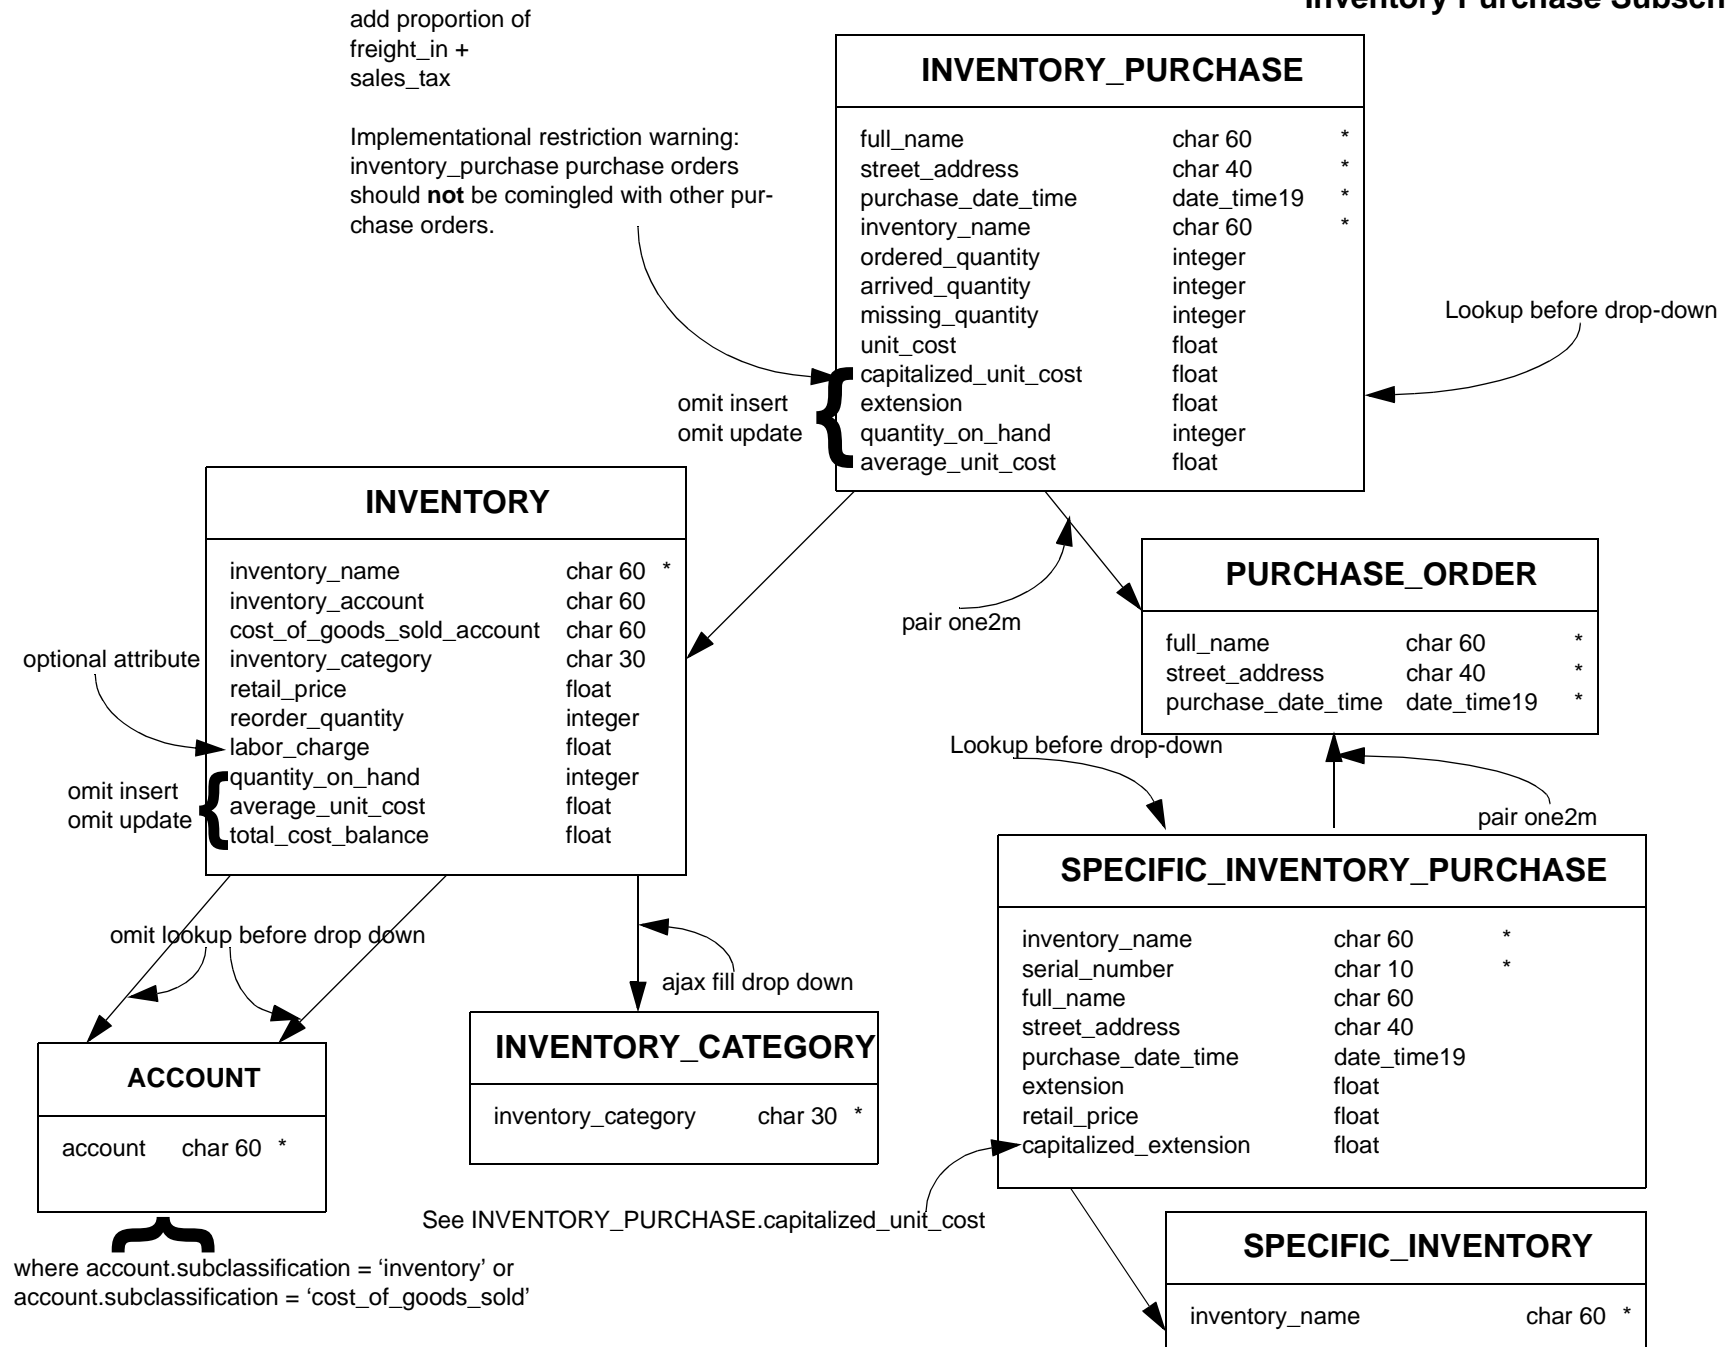 Inventory Purchase Subsch
add proportion of
freight_in +
sales_tax
Implementational restriction warning:
inventory_purchase purchase orders
should not be comingled with other pur-
chase orders.
INVENTORY_PURCHASE
full_name char 60 *
street_address char 40 *
purchase_date_time date_time19 *
inventory_name char 60 *
ordered_quantity integer
arrived_quantity integer
missing_quantity integer
unit_cost float
capitalized_unit_cost float
extension float
quantity_on_hand integer
average_unit_cost float
Lookup before drop-down
omit insert
omit update
{
INVENTORY
inventory_name char 60 *
inventory_account char 60
cost_of_goods_sold_account char 60
inventory_category char 30
retail_price float
reorder_quantity integer
labor_charge float
quantity_on_hand integer
average_unit_cost float
total_cost_balance float
optional attribute
omit insert
omit update
{
pair one2m
PURCHASE_ORDER
full_name char 60 *
street_address char 40 *
purchase_date_time date_time19 *
Lookup before drop-down
pair one2m
SPECIFIC_INVENTORY_PURCHASE
inventory_name char 60 *
serial_number char 10 *
full_name char 60
street_address char 40
purchase_date_time date_time19
extension float
retail_price float
capitalized_extension float
omit lookup before drop down
ajax fill drop down
ACCOUNT
account char 60 *
{
where account.subclassification = ‘inventory’ or
account.subclassification = ‘cost_of_goods_sold’
INVENTORY_CATEGORY
inventory_category char 30 *
See INVENTORY_PURCHASE.capitalized_unit_cost
SPECIFIC_INVENTORY
inventory_name char 60 *